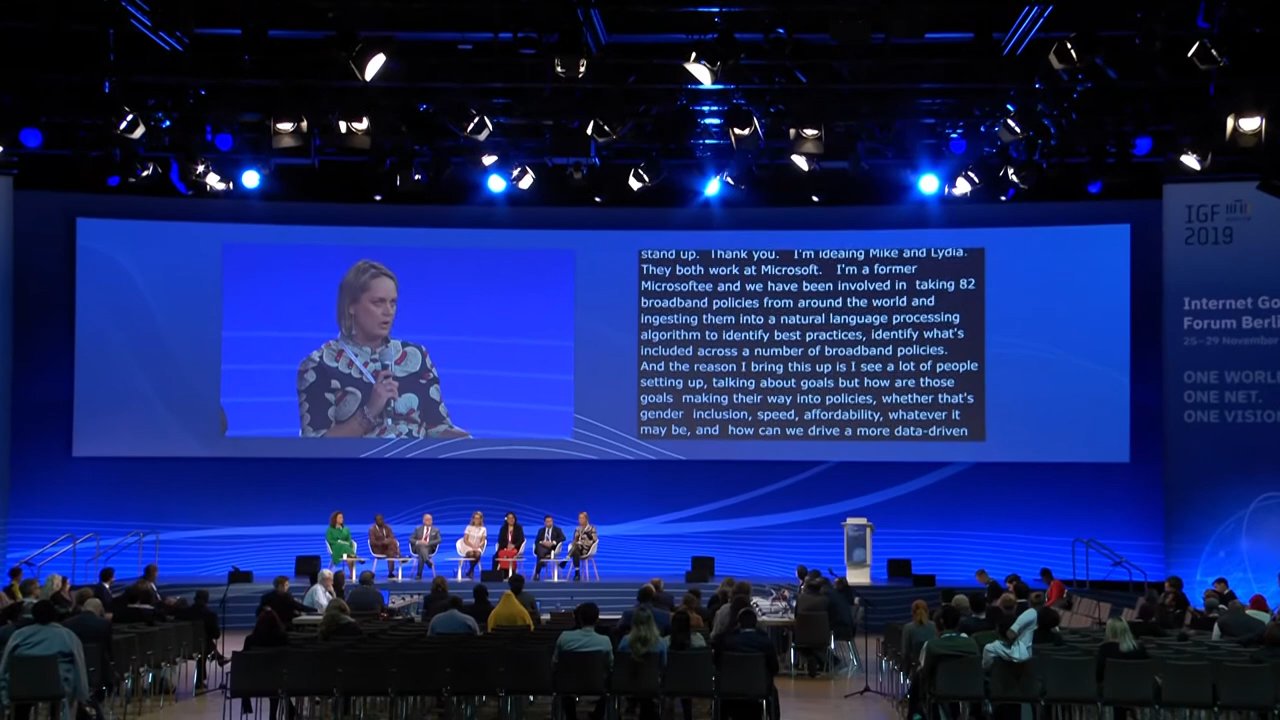 stand up. Thank you. I'm ideaing Mike and Lydia.
They both work at Microsoft. I'm a former
Microsoftee and we have been involved in taking 82
broadband policies from around the world and
ingesting them into a natural language processing
algorithm to identify best practices, identify what's
included across a number of broadband policies.
And the reason I bring this up is I see a lot of people
setting up, talking about goals but how are those
goals making their way into policies, whether that's
gender inclusion, speed, affordability, whatever it
may be, and how can we drive a more data-driven
IGF
2019
Internet Go
Forum Berli
25-29 November
ONE WORL
ONE NET.
ONE VISIO